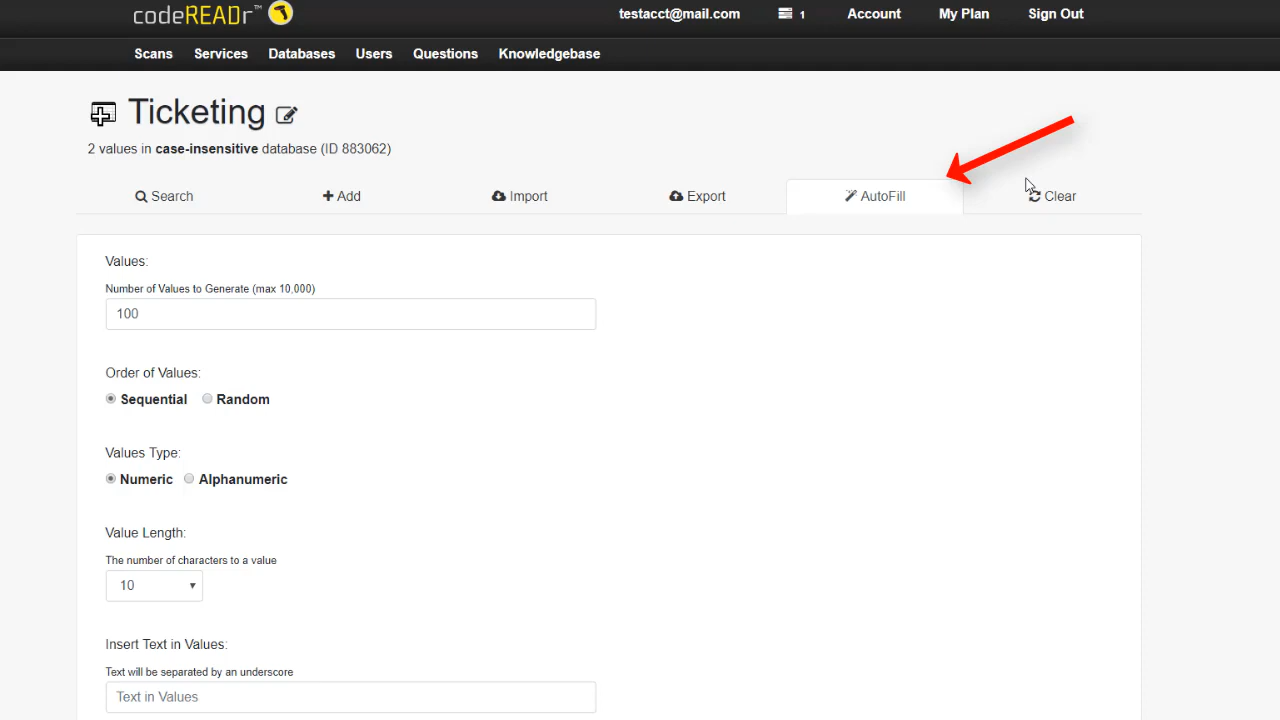 codeREADr™
testacct@mail.com 1 Account My Plan Sign Out
Scans Services Databases Users Questions Knowledgebase
Ticketing
2 values in case-insensitive database (ID 883062)
Search Add Import Export AutoFill Clear
Values:
Number of Values to Generate (max 10,000)
100
Order of Values:
Sequential Random
Values Type:
Numeric Alphanumeric
Value Length:
The number of characters to a value
10
Insert Text in Values:
Text will be separated by an underscore
Text in Values